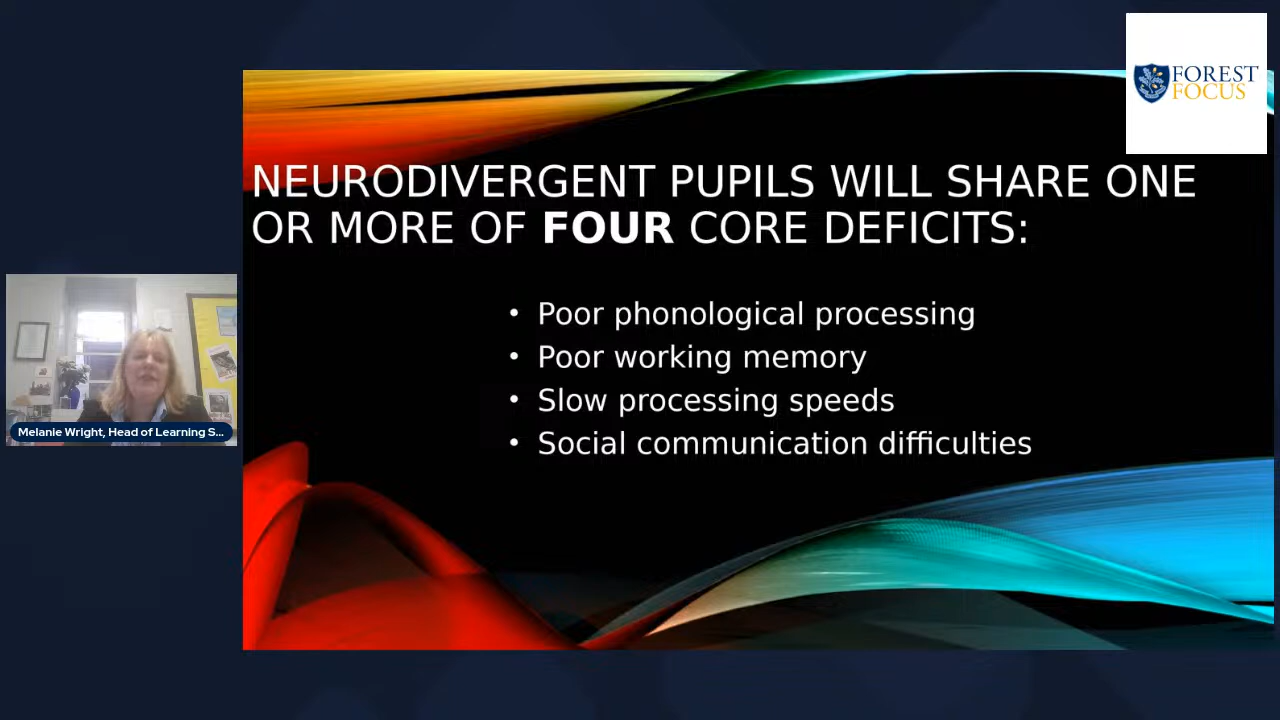 FOREST
FOCUS
NEURODIVERGENT PUPILS WILL SHARE ONE
OR MORE OF FOUR CORE DEFICITS:
• Poor phonological processing
• Poor working memory
• Slow processing speeds
• Social communication difficulties
Melanie Wright, Head of Learning S...